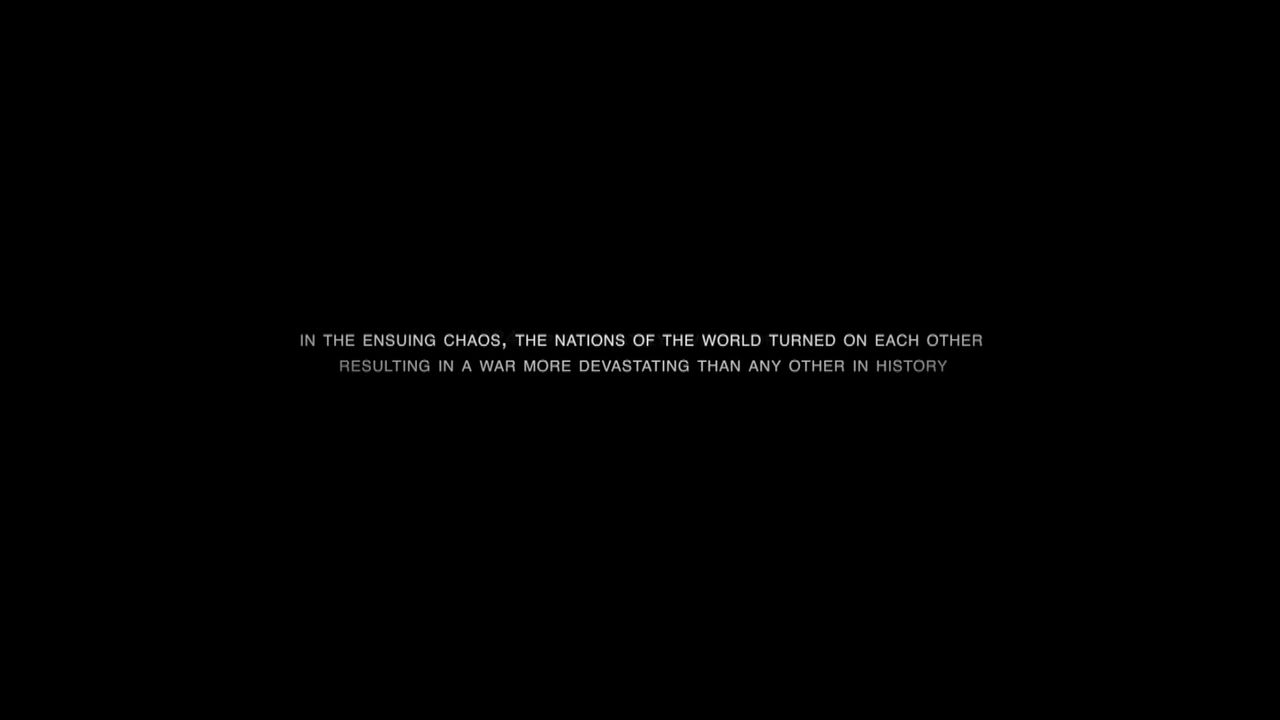 IN THE ENSUING CHAOS, THE NATIONS OF THE WORLD TURNED ON EACH OTHER
RESULTING IN A WAR MORE DEVASTATING THAN ANY OTHER IN HISTORY